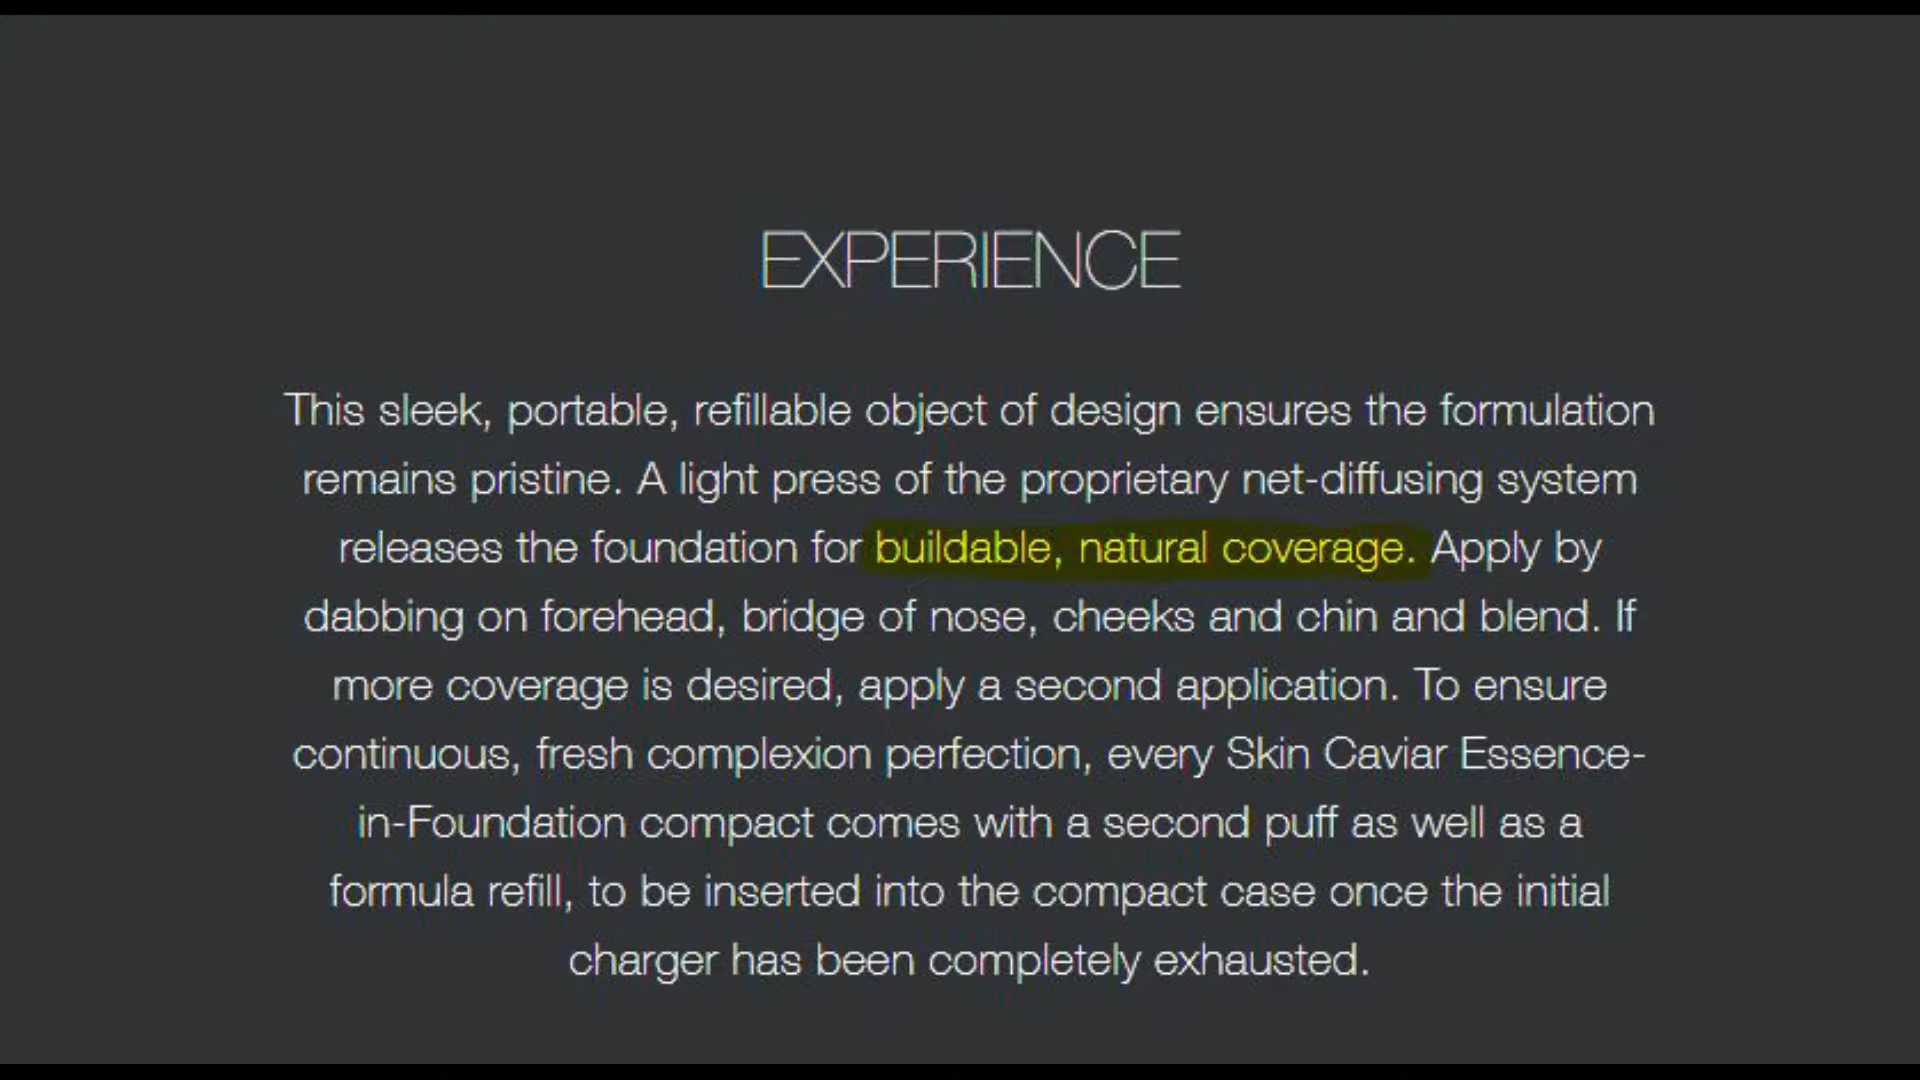 EXPERIENCE
This sleek, portable, refillable object of design ensures the formulation
remains pristine. A light press of the proprietary net-diffusing system
releases the foundation for buildable, natural coverage. Apply by
dabbing on forehead, bridge of nose, cheeks and chin and blend. If
more coverage is desired, apply a second application. To ensure
continuous, fresh complexion perfection, every Skin Caviar Essence-
in-Foundation compact comes with a second puff as well as a
formula refill, to be inserted into the compact case once the initial
charger has been completely exhausted.